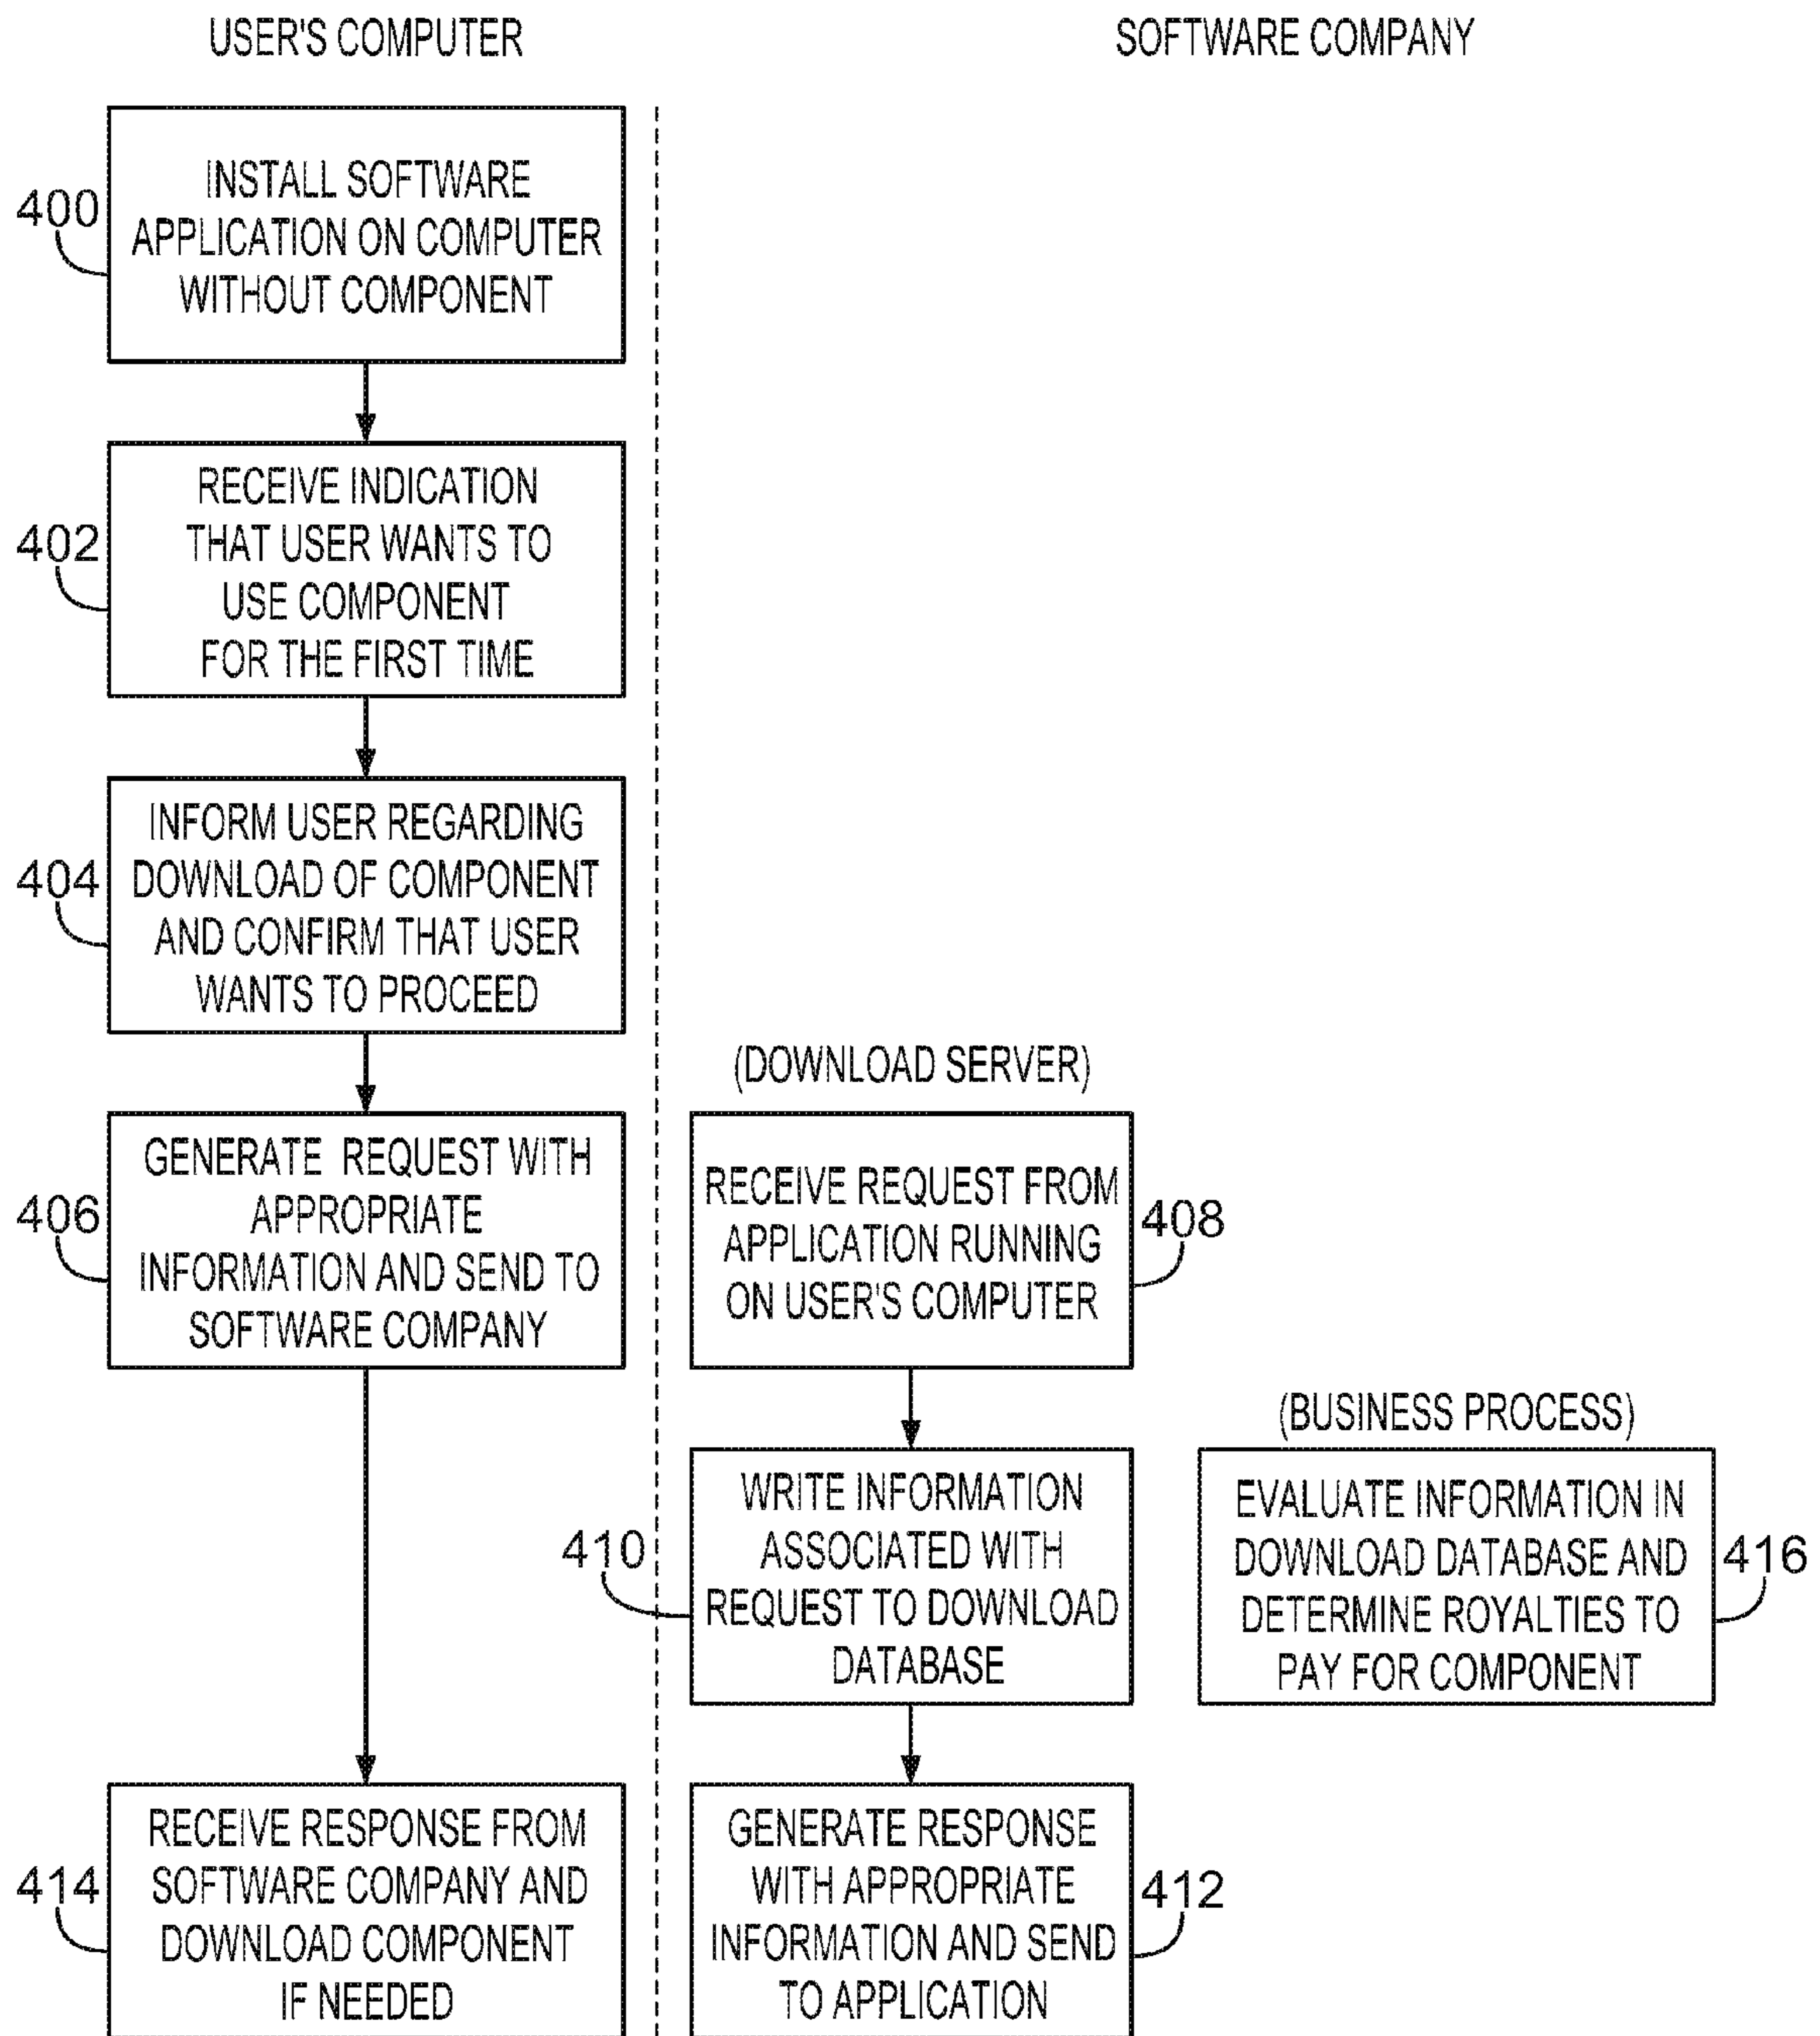 USER'S COMPUTER
SOFTWARE COMPANY
400
INSTALL SOFTWARE
APPLICATION ON COMPUTER
WITHOUT COMPONENT
402
RECEIVE INDICATION
THAT USER WANTS TO
USE COMPONENT
FOR THE FIRST TIME
404
INFORM USER REGARDING
DOWNLOAD OF COMPONENT
AND CONFIRM THAT USER
WANTS TO PROCEED
406
GENERATE REQUEST WITH
APPROPRIATE
INFORMATION AND SEND TO
SOFTWARE COMPANY
(DOWNLOAD SERVER)
RECEIVE REQUEST FROM
APPLICATION RUNNING
ON USER'S COMPUTER
408
410
WRITE INFORMATION
ASSOCIATED WITH
REQUEST TO DOWNLOAD
DATABASE
(BUSINESS PROCESS)
EVALUATE INFORMATION IN
DOWNLOAD DATABASE AND
DETERMINE ROYALTIES TO
PAY FOR COMPONENT
416
414
RECEIVE RESPONSE FROM
SOFTWARE COMPANY AND
DOWNLOAD COMPONENT
IF NEEDED
GENERATE RESPONSE
WITH APPROPRIATE
INFORMATION AND SEND
TO APPLICATION
412